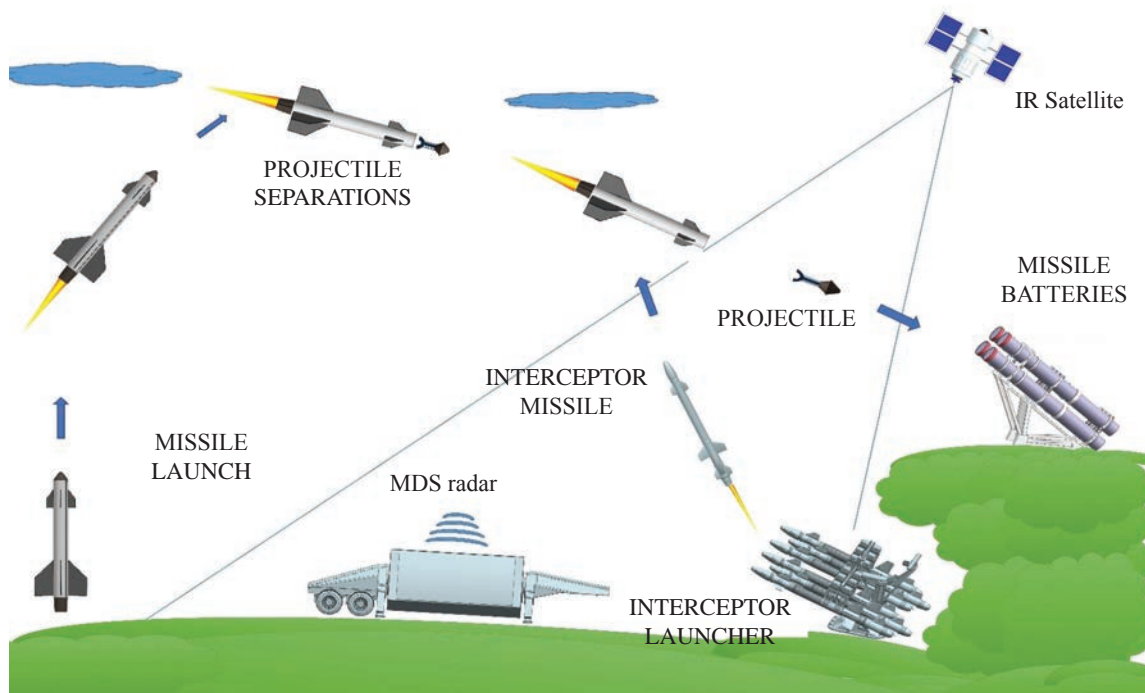 IR Satellite
PROJECTILE
SEPARATIONS
MISSILE
BATTERIES
PROJECTILE
INTERCEPTOR
MISSILE
MISSILE
LAUNCH
MDS radar
INTERCEPTOR
LAUNCHER